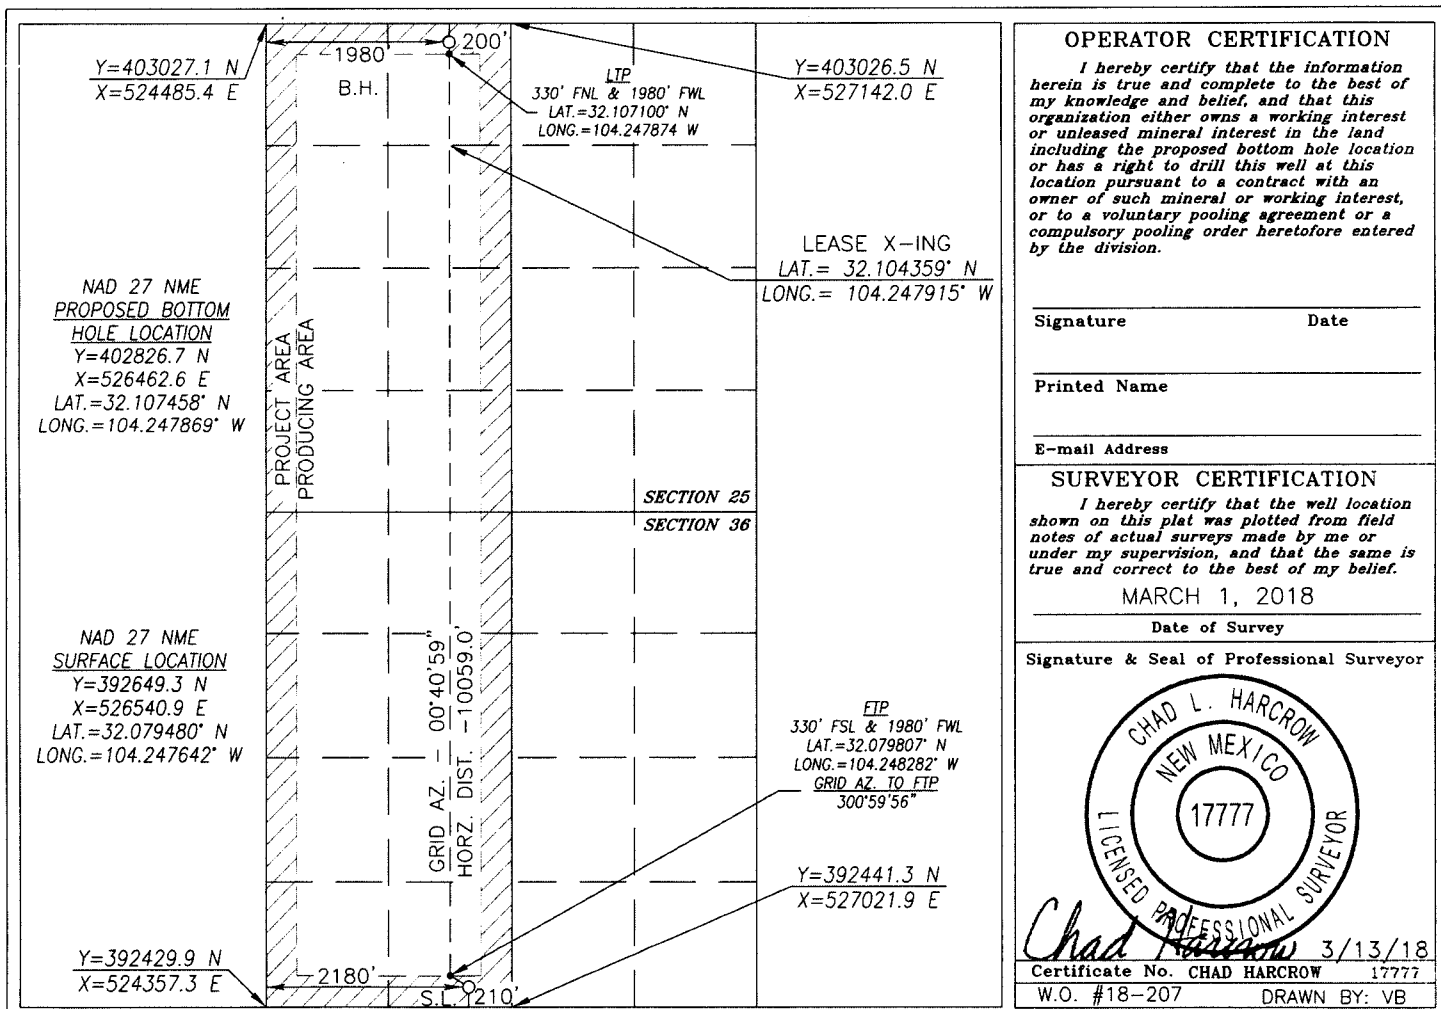 Y=403027.1 N
X=524485.4 E
1980'
200'
B.H.
LTP
330' FNL & 1980' FWL
LAT.=32.107100° N
LONG.=104.247874 W
Y=403026.5 N
X=527142.0 E
LEASE X-ING
LAT.= 32.104359° N
LONG.= 104.247915° W
NAD 27 NME
PROPOSED BOTTOM
HOLE LOCATION
Y=402826.7 N
X=526462.6 E
LAT.=32.107458° N
LONG.=104.247869° W
PROJECT AREA
PRODUCING AREA
SECTION 25
SECTION 36
NAD 27 NME
SURFACE LOCATION
Y=392649.3 N
X=526540.9 E
LAT.=32.079480° N
LONG.=104.247642° W
GRID AZ. - 00°40'59"
HORZ. DIST. -10059.0'
FTP
330' FSL & 1980' FWL
LAT.=32.079807° N
LONG.=104.248282° W
GRID AZ. TO FTP
300°59'56"
Y=392441.3 N
X=527021.9 E
Y=392429.9 N
X=524357.3 E
2180'
S.L.
210'
OPERATOR CERTIFICATION
I hereby certify that the information
herein is true and complete to the best of
my knowledge and belief, and that this
organization either owns a working interest
or unleased mineral interest in the land
including the proposed bottom hole location
or has a right to drill this well at this
location pursuant to a contract with an
owner of such mineral or working interest,
or to a voluntary pooling agreement or a
compulsory pooling order heretofore entered
by the division.
Signature Date
Printed Name
E-mail Address
SURVEYOR CERTIFICATION
I hereby certify that the well location
shown on this plat was plotted from field
notes of actual surveys made by me or
under my supervision, and that the same is
true and correct to the best of my belief.
MARCH 1, 2018
Date of Survey
Signature & Seal of Professional Surveyor
CHAD L. HARCROW
NEW MEXICO
17777
LICENSED PROFESSIONAL SURVEYOR
Chad Harcrow 3/13/18
Certificate No. CHAD HARCROW 17777
W.O. #18-207 DRAWN BY: VB